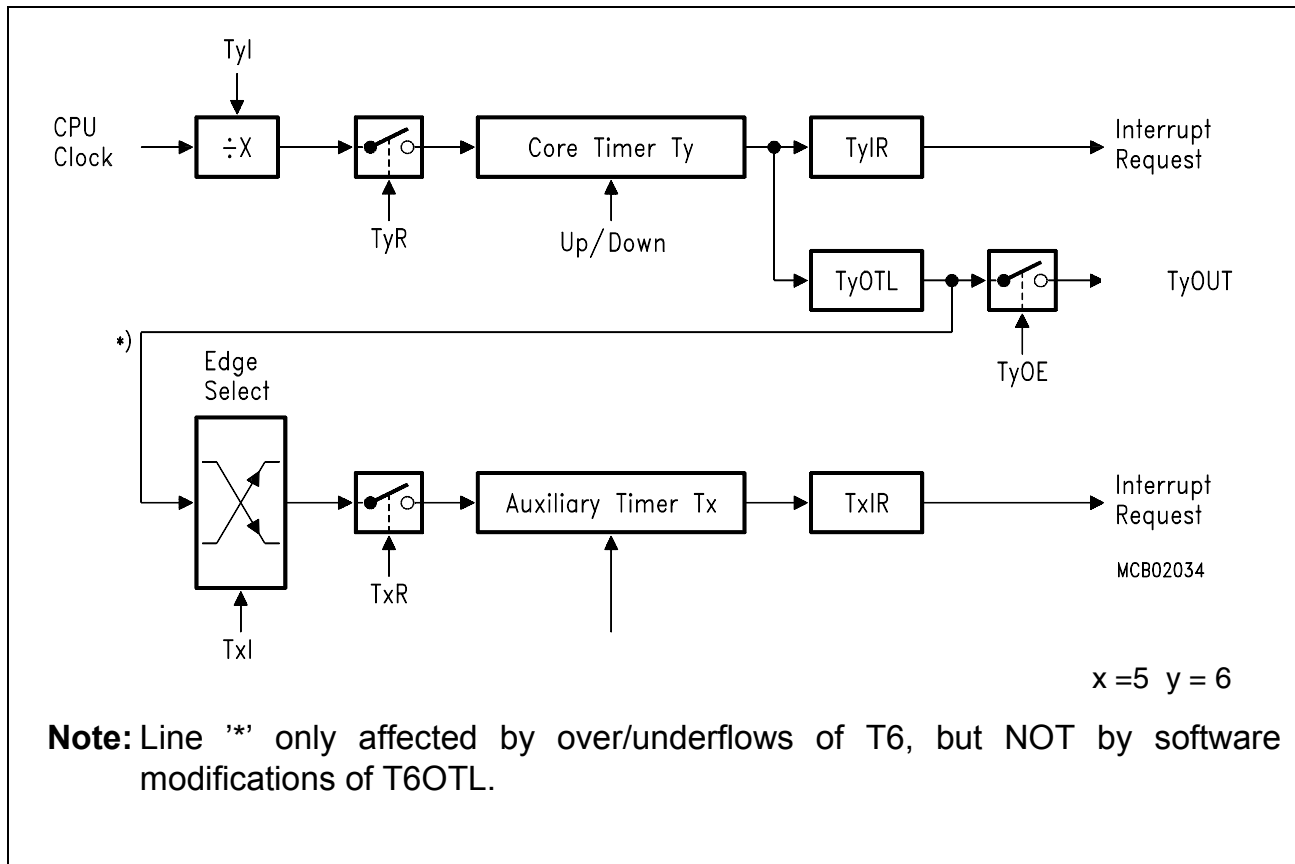 TyI
CPU
Clock
÷X
Core Timer Ty
TyIR
Interrupt
Request
TyR
Up/Down
TyOTL
TyOUT
TyOE
*)
Edge
Select
Auxiliary Timer Tx
TxIR
Interrupt
Request
TxR
MCB02034
TxI
x =5 y = 6
Note: Line ’*’ only affected by over/underflows of T6, but NOT by software
modifications of T6OTL.